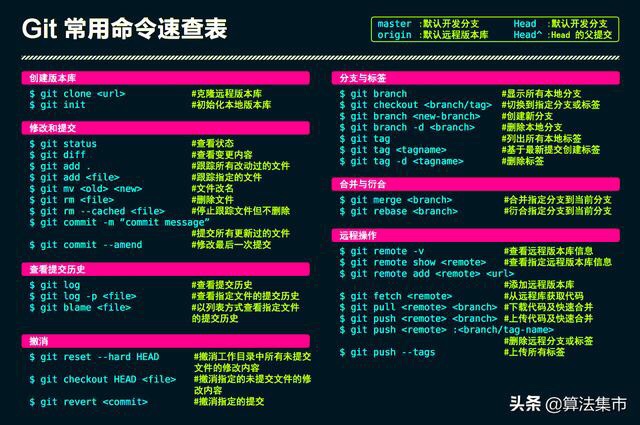 Git 常用命令速查表
master :默认开发分支 Head :默认开发分支
origin :默认远程版本库 Head^ :Head 的父提交
创建版本库
$ git clone <url> #克隆远程版本库
$ git init #初始化本地版本库
修改和提交
$ git status #查看状态
$ git diff #查看变更内容
$ git add . #跟踪所有改动过的文件
$ git add <file> #跟踪指定的文件
$ git mv <old> <new> #文件改名
$ git rm <file> #删除文件
$ git rm --cached <file> #停止跟踪文件但不删除
$ git commit -m “commit message”
#提交所有更新过的文件
$ git commit --amend #修改最后一次提交
查看提交历史
$ git log #查看提交历史
$ git log -p <file> #查看指定文件的提交历史
$ git blame <file> #以列表方式查看指定文件
的提交历史
撤消
$ git reset --hard HEAD #撤消工作目录中所有未提交
文件的修改内容
$ git checkout HEAD <file> #撤消指定的未提交文件的修
改内容
$ git revert <commit> #撤消指定的提交
分支与标签
$ git branch #显示所有本地分支
$ git checkout <branch/tag> #切换到指定分支或标签
$ git branch <new-branch> #创建新分支
$ git branch -d <branch> #删除本地分支
$ git tag #列出所有本地标签
$ git tag <tagname> #基于最新提交创建标签
$ git tag -d <tagname> #删除标签
合并与衍合
$ git merge <branch> #合并指定分支到当前分支
$ git rebase <branch> #衍合指定分支到当前分支
远程操作
$ git remote -v #查看远程版本库信息
$ git remote show <remote> #查看指定远程版本库信息
$ git remote add <remote> <url>
#添加远程版本库
$ git fetch <remote> #从远程库获取代码
$ git pull <remote> <branch> #下载代码及快速合并
$ git push <remote> <branch> #上传代码及快速合并
$ git push <remote> :<branch/tag-name>
#删除远程分支或标签
$ git push --tags #上传所有标签
头条 @算法集市